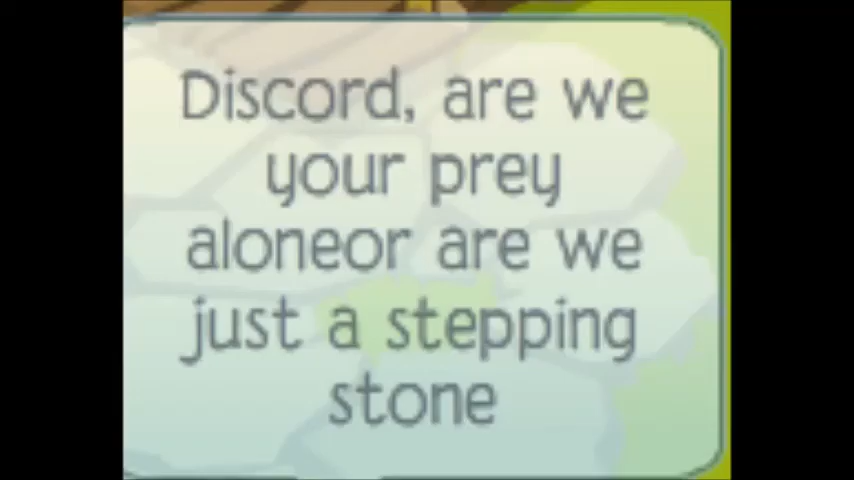 Discord, are we
your prey
aloneor are we
just a stepping
stone